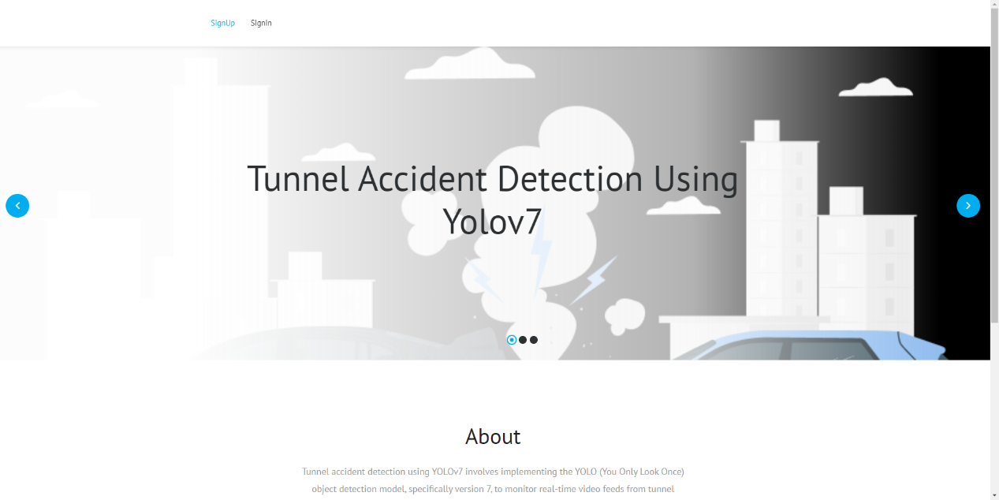 SignUp SignIn
Tunnel Accident Detection Using
Yolov7
About
Tunnel accident detection using YOLOv7 involves implementing the YOLO (You Only Look Once)
object detection model, specifically version 7, to monitor real-time video feeds from tunnel